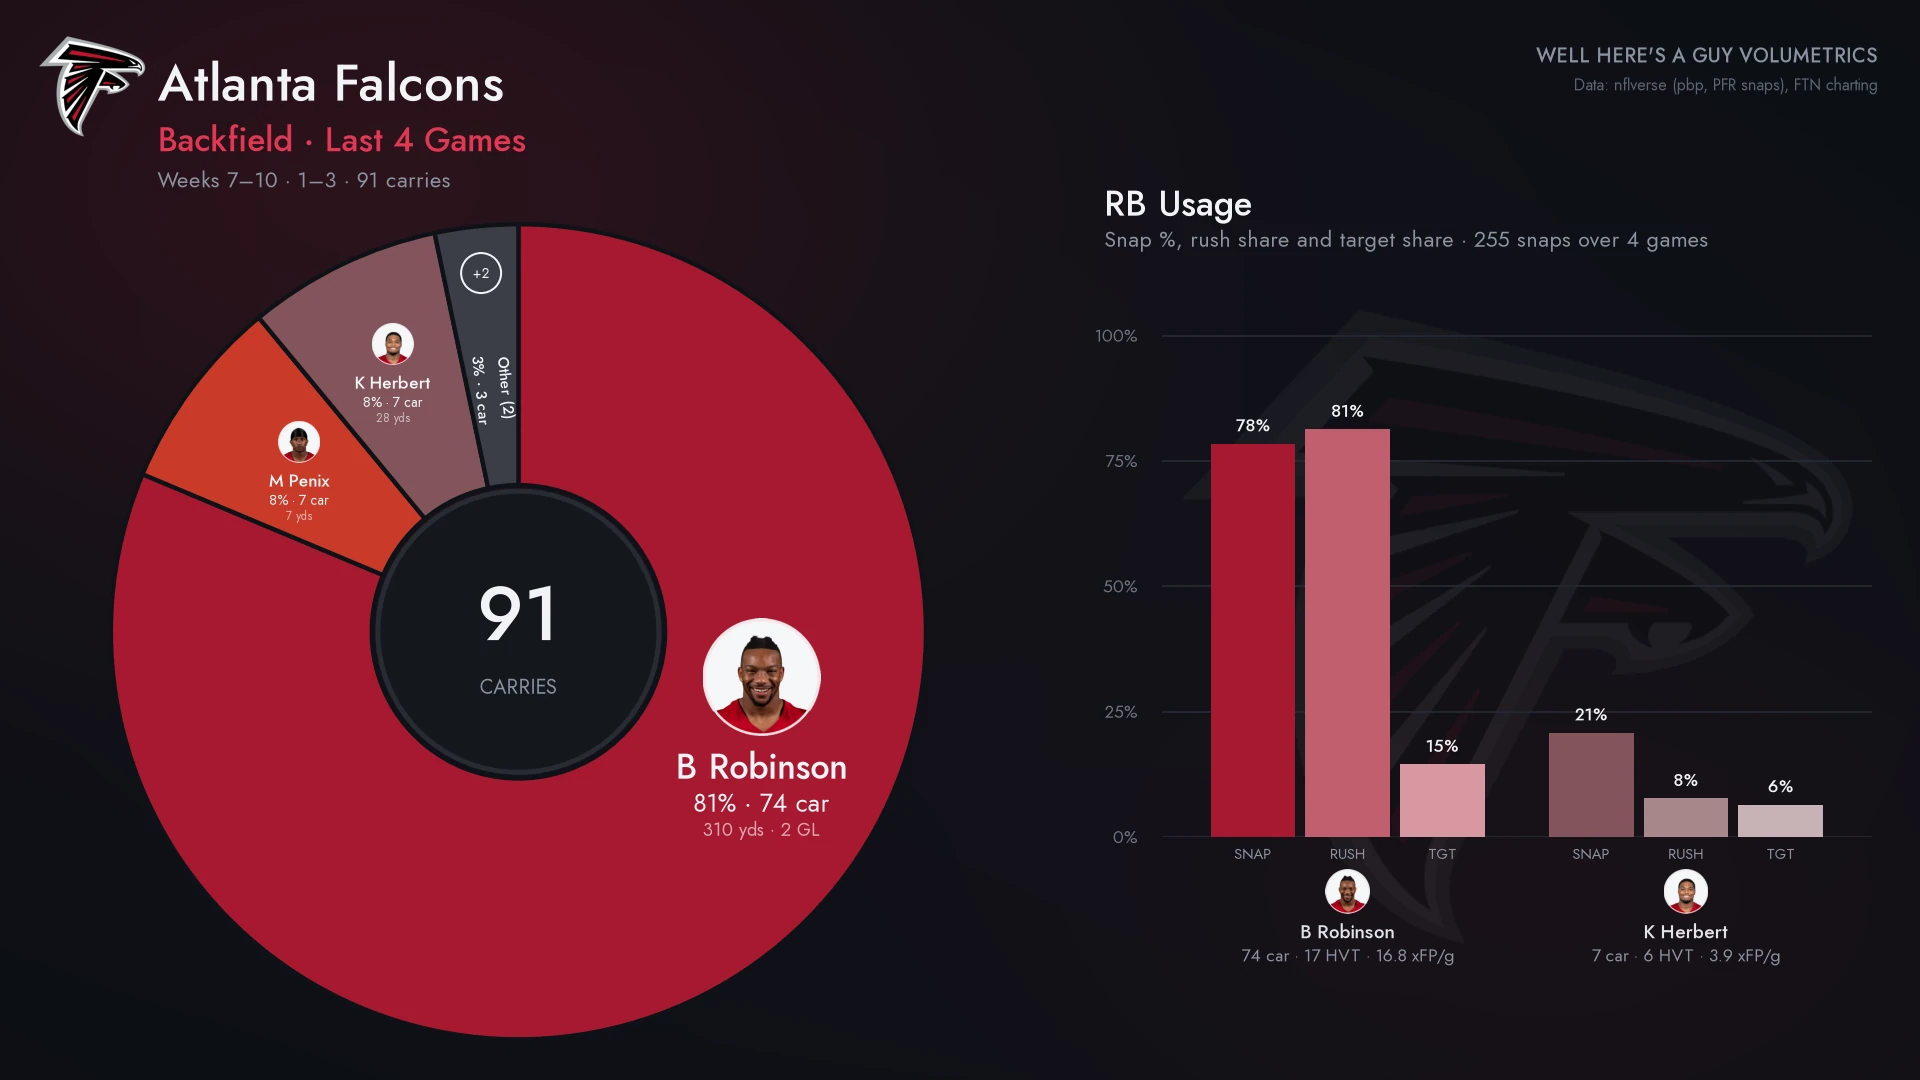 Atlanta Falcons
Backfield · Last 4 Games
Weeks 7–10 · 1–3 · 91 carries
WELL HERE'S A GUY VOLUMETRICS
Data: nflverse (pbp, PFR snaps), FTN charting
+2
Other (2)
3% · 3 car
K Herbert
8% · 7 car
28 yds
M Penix
8% · 7 car
7 yds
91
CARRIES
B Robinson
81% · 74 car
310 yds · 2 GL
RB Usage
Snap %, rush share and target share · 255 snaps over 4 games
100%
75%
50%
25%
0%
78%
81%
15%
21%
8%
6%
SNAP
RUSH
TGT
SNAP
RUSH
TGT
B Robinson
74 car · 17 HVT · 16.8 xFP/g
K Herbert
7 car · 6 HVT · 3.9 xFP/g